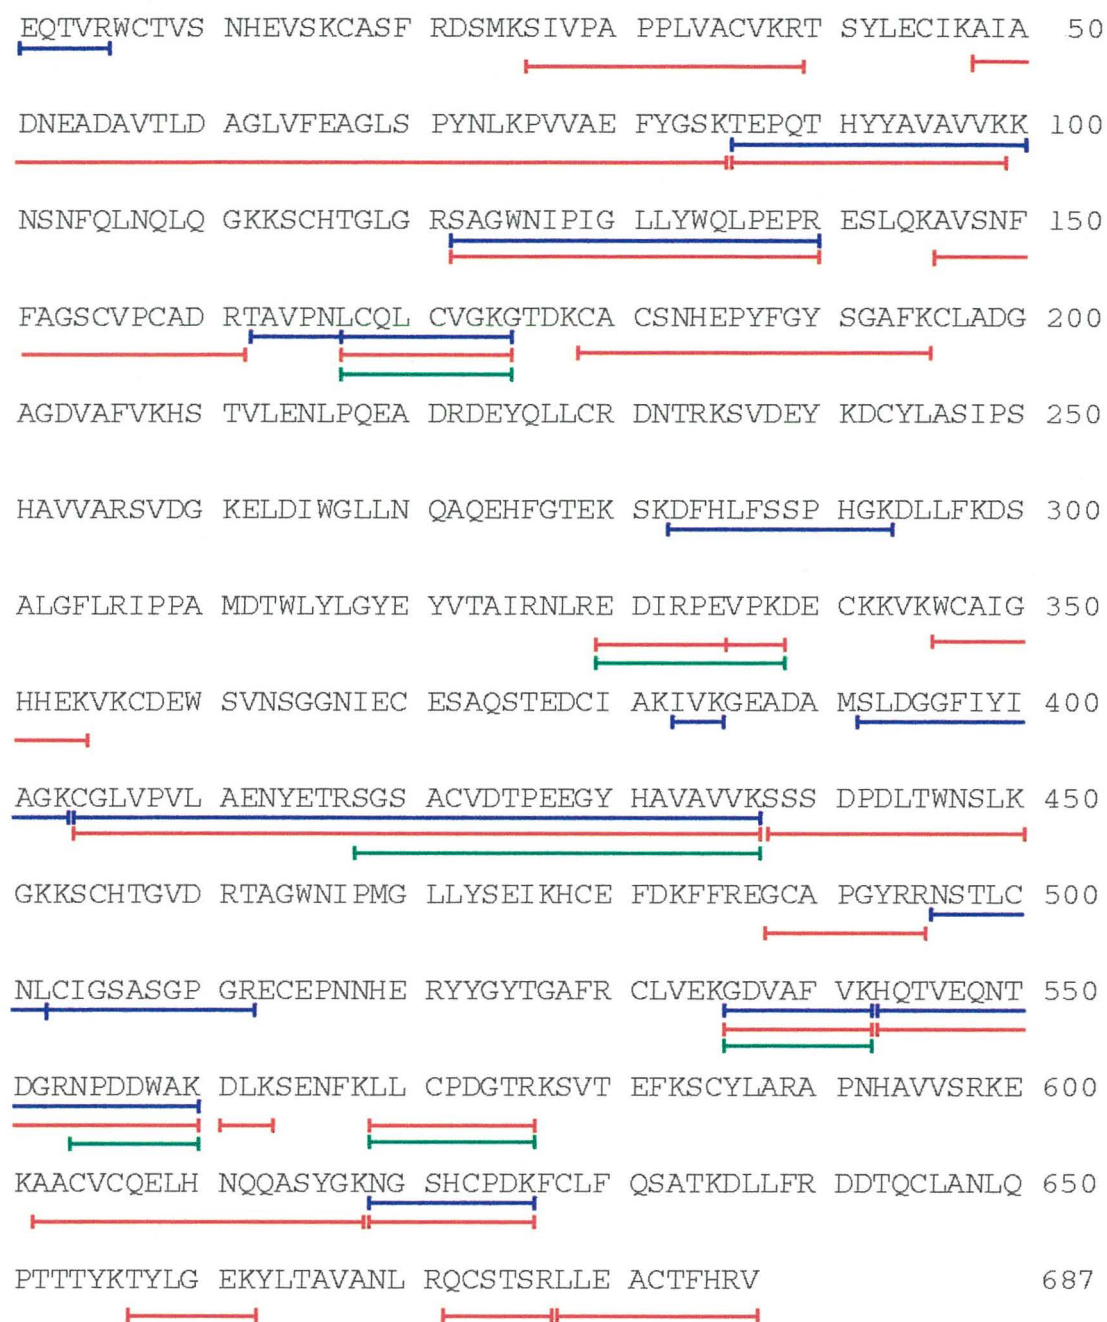 EQTVRWCTVS NHEVSKCASF RDSMKSIVPA PPLVACVKRT SYLECIKAIA 50
DNEADAVTLD AGLVFEAGLS PYNLKPVVAE FYGSKTEPQT HYYAVAVVKK 100
NSNFQLNQLQ GKKSCHTGLG RSAGWNIPIG LLYWQLPEPR ESLQKAVSNF 150
FAGSCVPCAD RTAVPNLCQL CVGKGTDKCA CSNHEPYFGY SGAFKCLADG 200
AGDVAFVKHS TVLENLPQEA DRDEYQLLCR DNTRKSVDEY KDCYLASIPS 250
HAVVARSVDG KELDIWGLLN QAQEHFGTEK SKDFHLFSSP HGKDLLFKDS 300
ALGFLRIPPA MDTWLYLGYE YVTAIRNLRE DIRPEVPKDE CKKVKWCAIG 350
HHEKVKCDEW SVNSGGNIEC ESAQSTEDCI AKIVKGEADA MSLDGGFIYI 400
AGKCGLVPVL AENYETRSGS ACVDTPEEGY HAVAVVKSSS DPDLTWNSLK 450
GKKSCHTGVD RTAGWNIPMG LLYSEIKHCE FDKFFREGCA PGYRRNSTLC 500
NLCIGSASGP GRECEPNNHE RYYGYTGAFR CLVEKGDVAF VKHQTVEQNT 550
DGRNPDDWAK DLKSENFKLL CPDGTRKSVT EFKSCYLARA PNHAVVSRKE 600
KAACVCQELH NQQASYGKNG SHCPDKFCLF QSATKDLLFR DDTQCLANLQ 650
PTTTYKTYLG EKYLTAVANL RQCSTSRLLE ACTFHRV 687